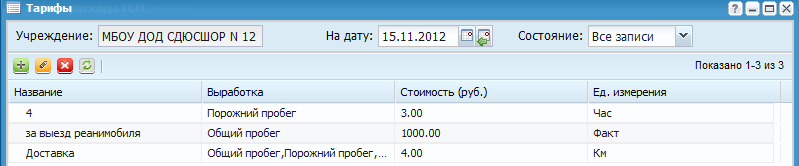 Тарифы
Учреждение: МБОУ ДОД СДЮСШОР N 12 На дату: 15.11.2012 Состояние: Все записи
Показано 1-3 из 3
Название Выработка Стоимость (руб.) Ед. измерения
4 Порожний пробег 3.00 Час
за выезд реанимобиля Общий пробег 1000.00 Факт
Доставка Общий пробег,Порожний пробег,... 4.00 Км